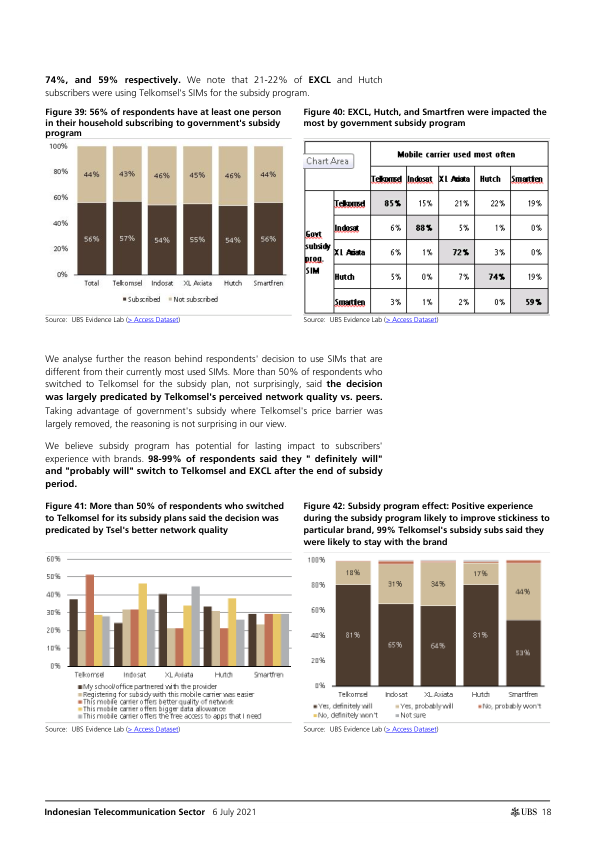 74%, and 59% respectively. We note that 21-22% of EXCL and Hutch
subscribers were using Telkomsel's SIMs for the subsidy program.
Figure 39: 56% of respondents have at least one person
in their household subscribing to government's subsidy
program
100%
80%
60%
40%
20%
0%
44% 43% 46% 45% 46% 44%
56% 57% 54% 55% 54% 56%
Total Telkomsel Indosat XL Axiata Hutch Smartfren
Subscribed Not subscribed
Source: UBS Evidence Lab (> Access Dataset)
Figure 40: EXCL, Hutch, and Smartfren were impacted the
most by government subsidy program
Chart Area
Mobile carrier used most often
Telkomsel Indosat XL Axiata Hutch Smartfren
Govt subsidy prog. SIM
Telkomsel 85% 15% 21% 22% 19%
Indosat 6% 88% 5% 1% 0%
XL Axiata 6% 1% 72% 3% 0%
Hutch 5% 0% 7% 74% 19%
Smartfren 3% 1% 2% 0% 59%
Source: UBS Evidence Lab (> Access Dataset)
We analyse further the reason behind respondents' decision to use SIMs that are
different from their currently most used SIMs. More than 50% of respondents who
switched to Telkomsel for the subsidy plan, not surprisingly, said the decision
was largely predicated by Telkomsel's perceived network quality vs. peers.
Taking advantage of government's subsidy where Telkomsel's price barrier was
largely removed, the reasoning is not surprising in our view.
We believe subsidy program has potential for lasting impact to subscribers'
experience with brands. 98-99% of respondents said they " definitely will"
and "probably will" switch to Telkomsel and EXCL after the end of subsidy
period.
Figure 41: More than 50% of respondents who switched
to Telkomsel for its subsidy plans said the decision was
predicated by Tsel's better network quality
60%
50%
40%
30%
20%
10%
0%
Telkomsel Indosat XL Axiata Hutch Smartfren
My school/office partnered with the provider
Registering for subsidy with this mobile carrier was easier
This mobile carrier offers better quality of network
This mobile carrier offers bigger data allowance
This mobile carrier offers the free access to apps that I need
Source: UBS Evidence Lab (> Access Dataset)
Figure 42: Subsidy program effect: Positive experience
during the subsidy program likely to improve stickiness to
particular brand, 99% Telkomsel's subsidy subs said they
were likely to stay with the brand
100%
80%
60%
40%
20%
0%
18% 31% 34% 17% 44%
81% 65% 64% 81% 53%
Telkomsel Indosat XL Axiata Hutch Smartfren
Yes, definitely will Yes, probably will No, probably won't
No, definitely won't Not sure
Source: UBS Evidence Lab (> Access Dataset)
Indonesian Telecommunication Sector 6 July 2021
UBS 18